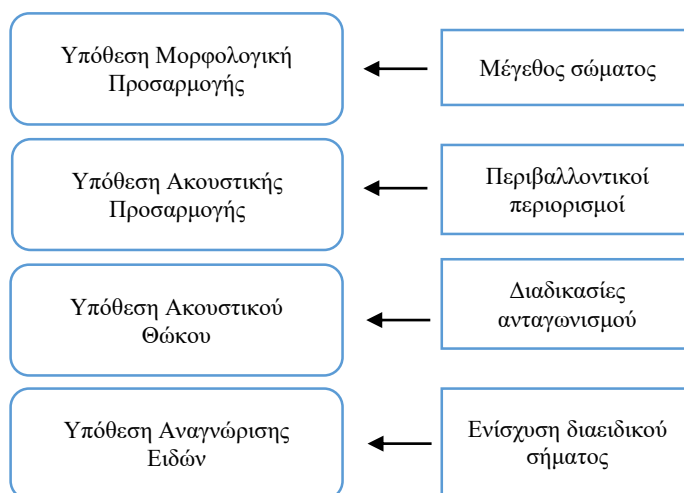 Υπόθεση Μορφολογική
Προσαρμογής
Μέγεθος σώματος
Υπόθεση Ακουστικής
Προσαρμογής
Περιβαλλοντικοί
περιορισμοί
Υπόθεση Ακουστικού
Θώκου
Διαδικασίες
ανταγωνισμού
Υπόθεση Αναγνώρισης
Ειδών
Ενίσχυση διαειδικού
σήματος